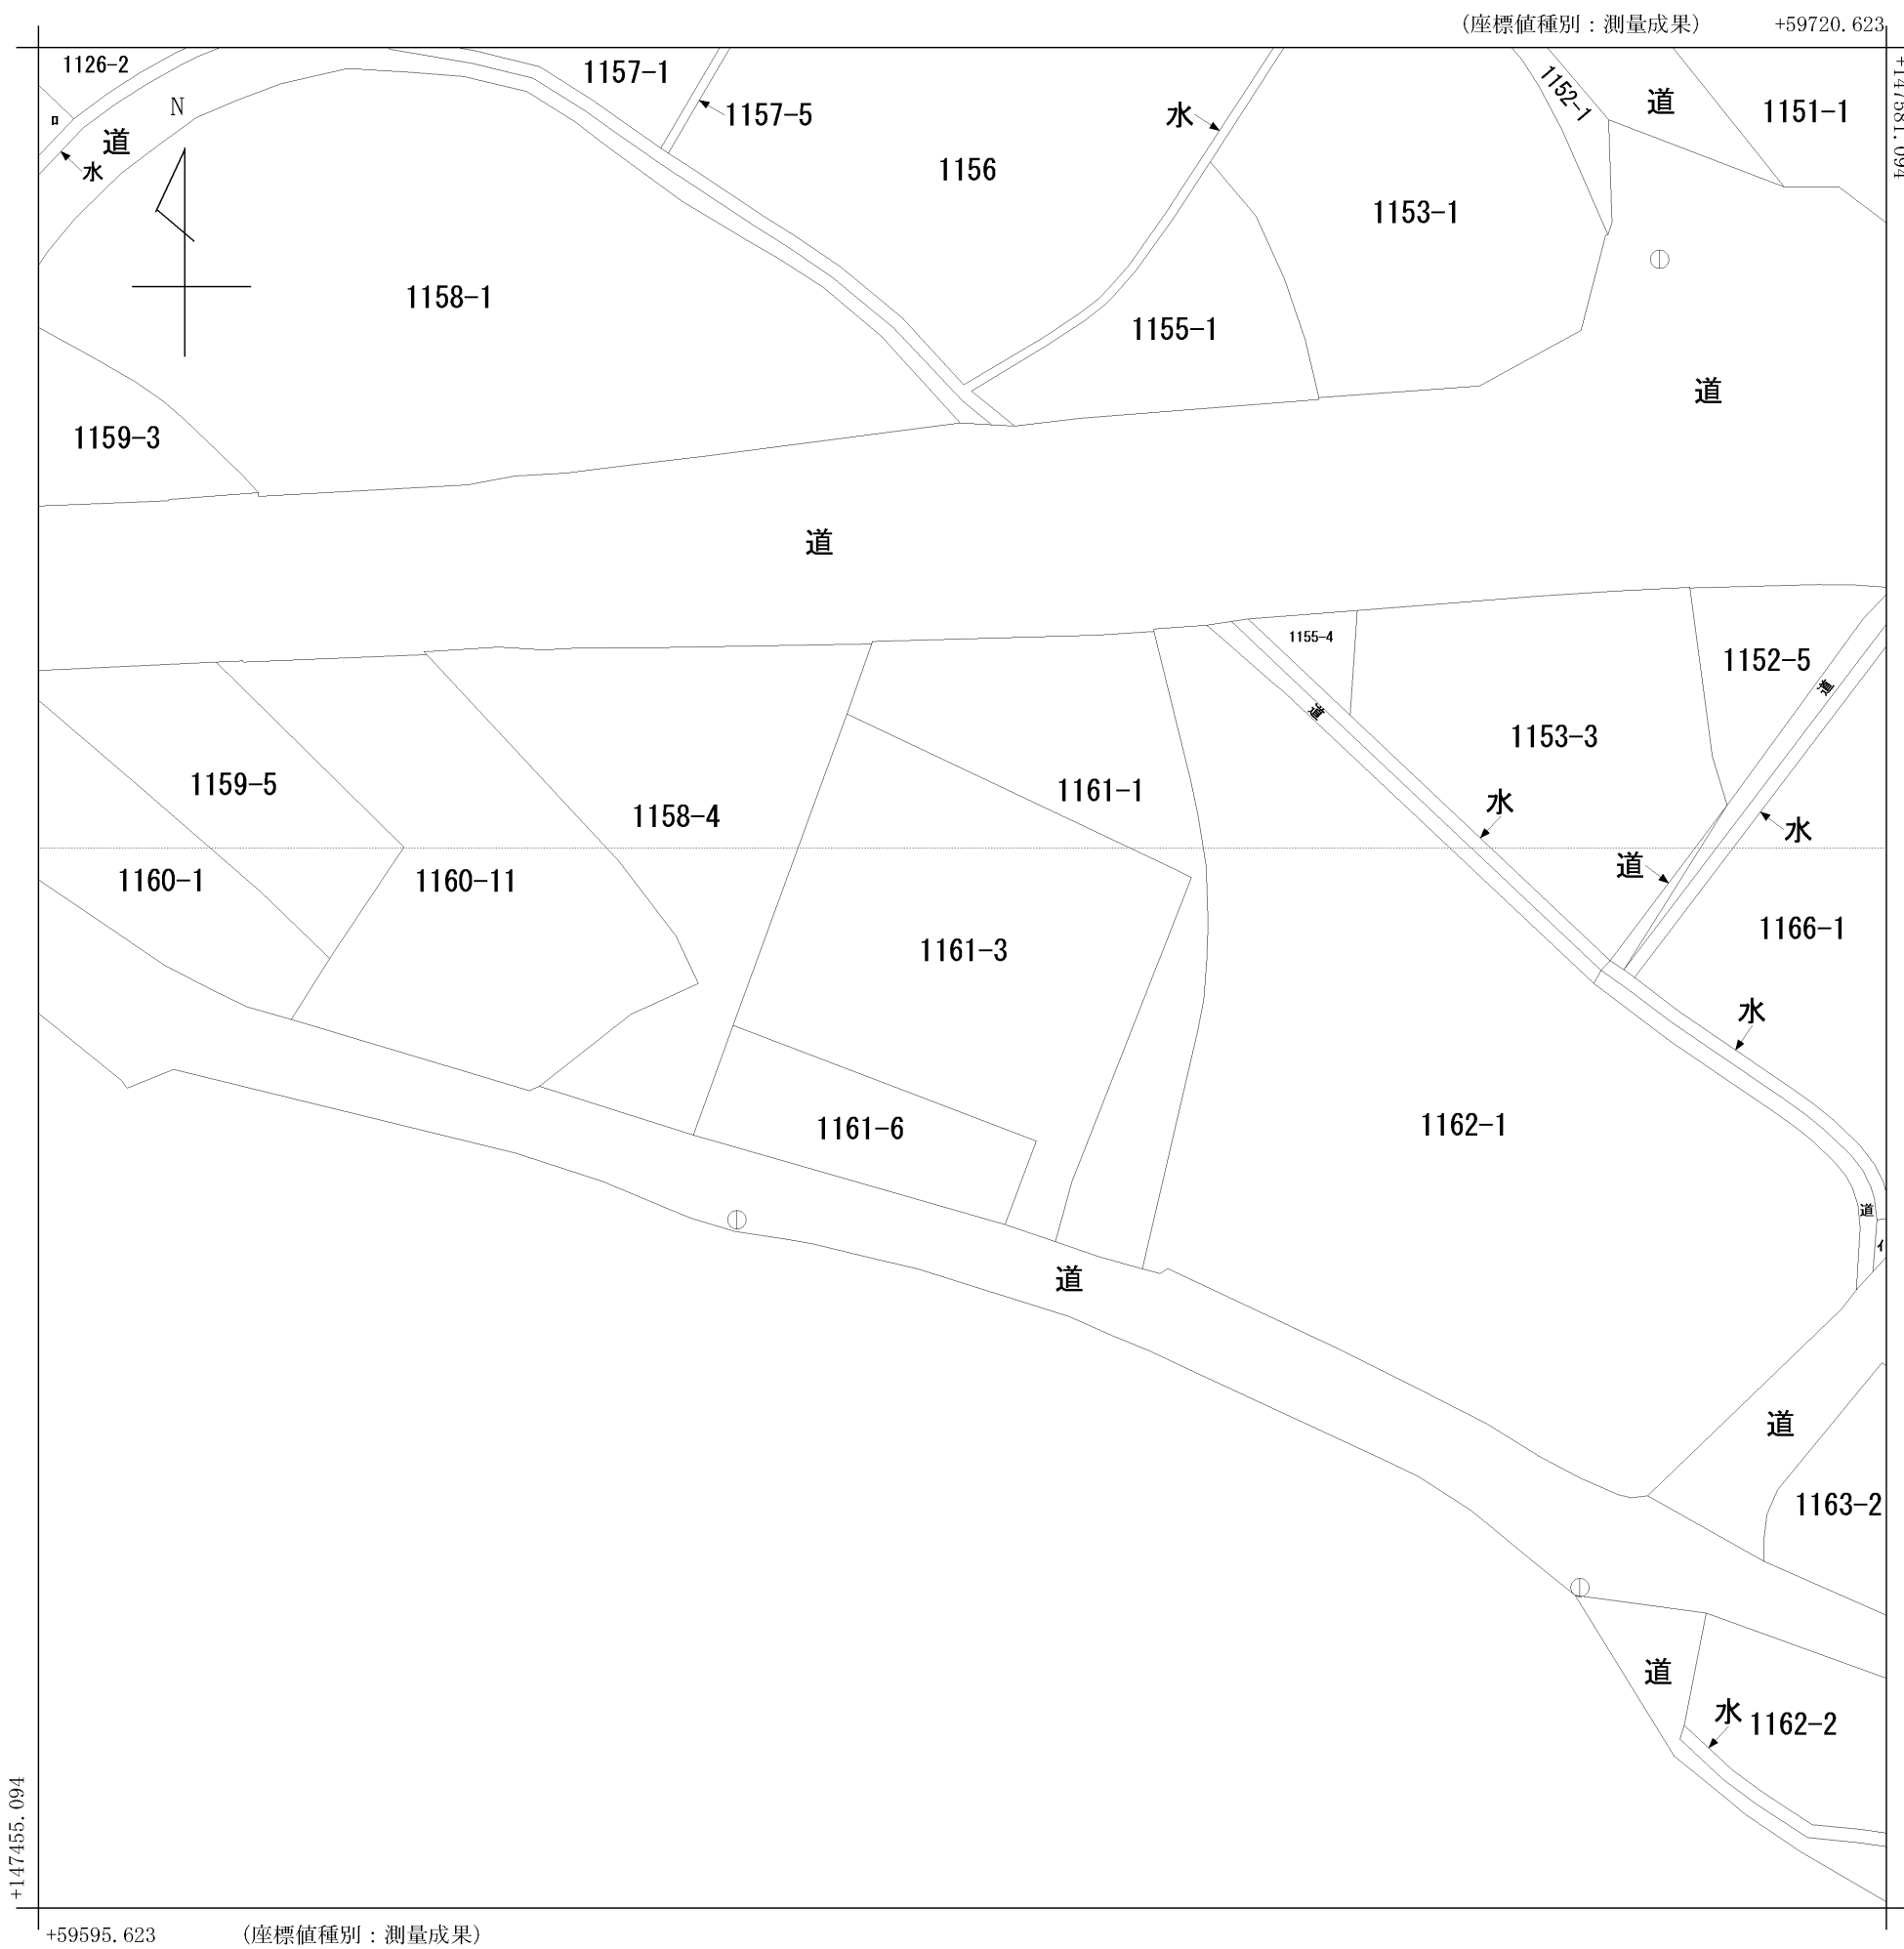 (座標値種別：測量成果) +59720.623
+147581.094
1126-2
ロ
道
水
N
1157-1
1157-5
1156
水
1152-1
道
1151-1
1153-1
1158-1
1155-1
道
1159-3
道
1155-4
1152-5
道
道
1153-3
1159-5
1158-4
1161-1
水
水
道
1160-1
1160-11
1161-3
1166-1
水
1161-6
1162-1
道
イ
道
道
1163-2
道
水
1162-2
+147455.094
+59595.623 (座標値種別：測量成果)